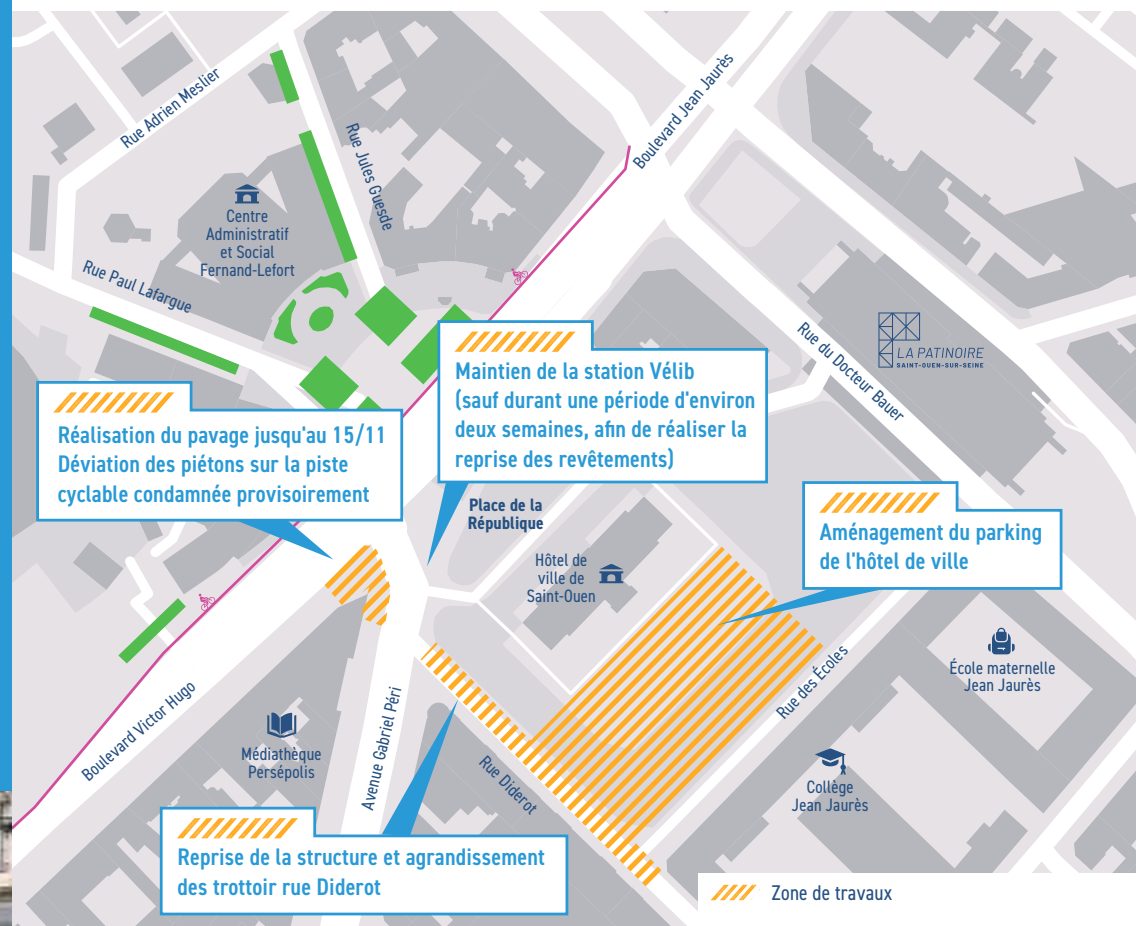 Rue Adrien Meslier
Rue Jules Guesde
Boulevard Jean Jaurès
Centre
Administratif
et Social
Fernand-Lefort
Rue Paul Lafargue
Rue du Docteur Bauer
LA PATINOIRE
SAINT-OUEN-SUR-SEINE
Maintien de la station Vélib
(sauf durant une période d'environ
deux semaines, afin de réaliser la
reprise des revêtements)
Réalisation du pavage jusqu'au 15/11
Déviation des piétons sur la piste
cyclable condamnée provisoirement
Place de la
République
Aménagement du parking
de l'hôtel de ville
Hôtel de
ville de
Saint-Ouen
École maternelle
Jean Jaurès
Rue des Écoles
Boulevard Victor Hugo
Avenue Gabriel Péri
Médiathèque
Persépolis
Rue Diderot
Collège
Jean Jaurès
Reprise de la structure et agrandissement
des trottoir rue Diderot
Zone de travaux